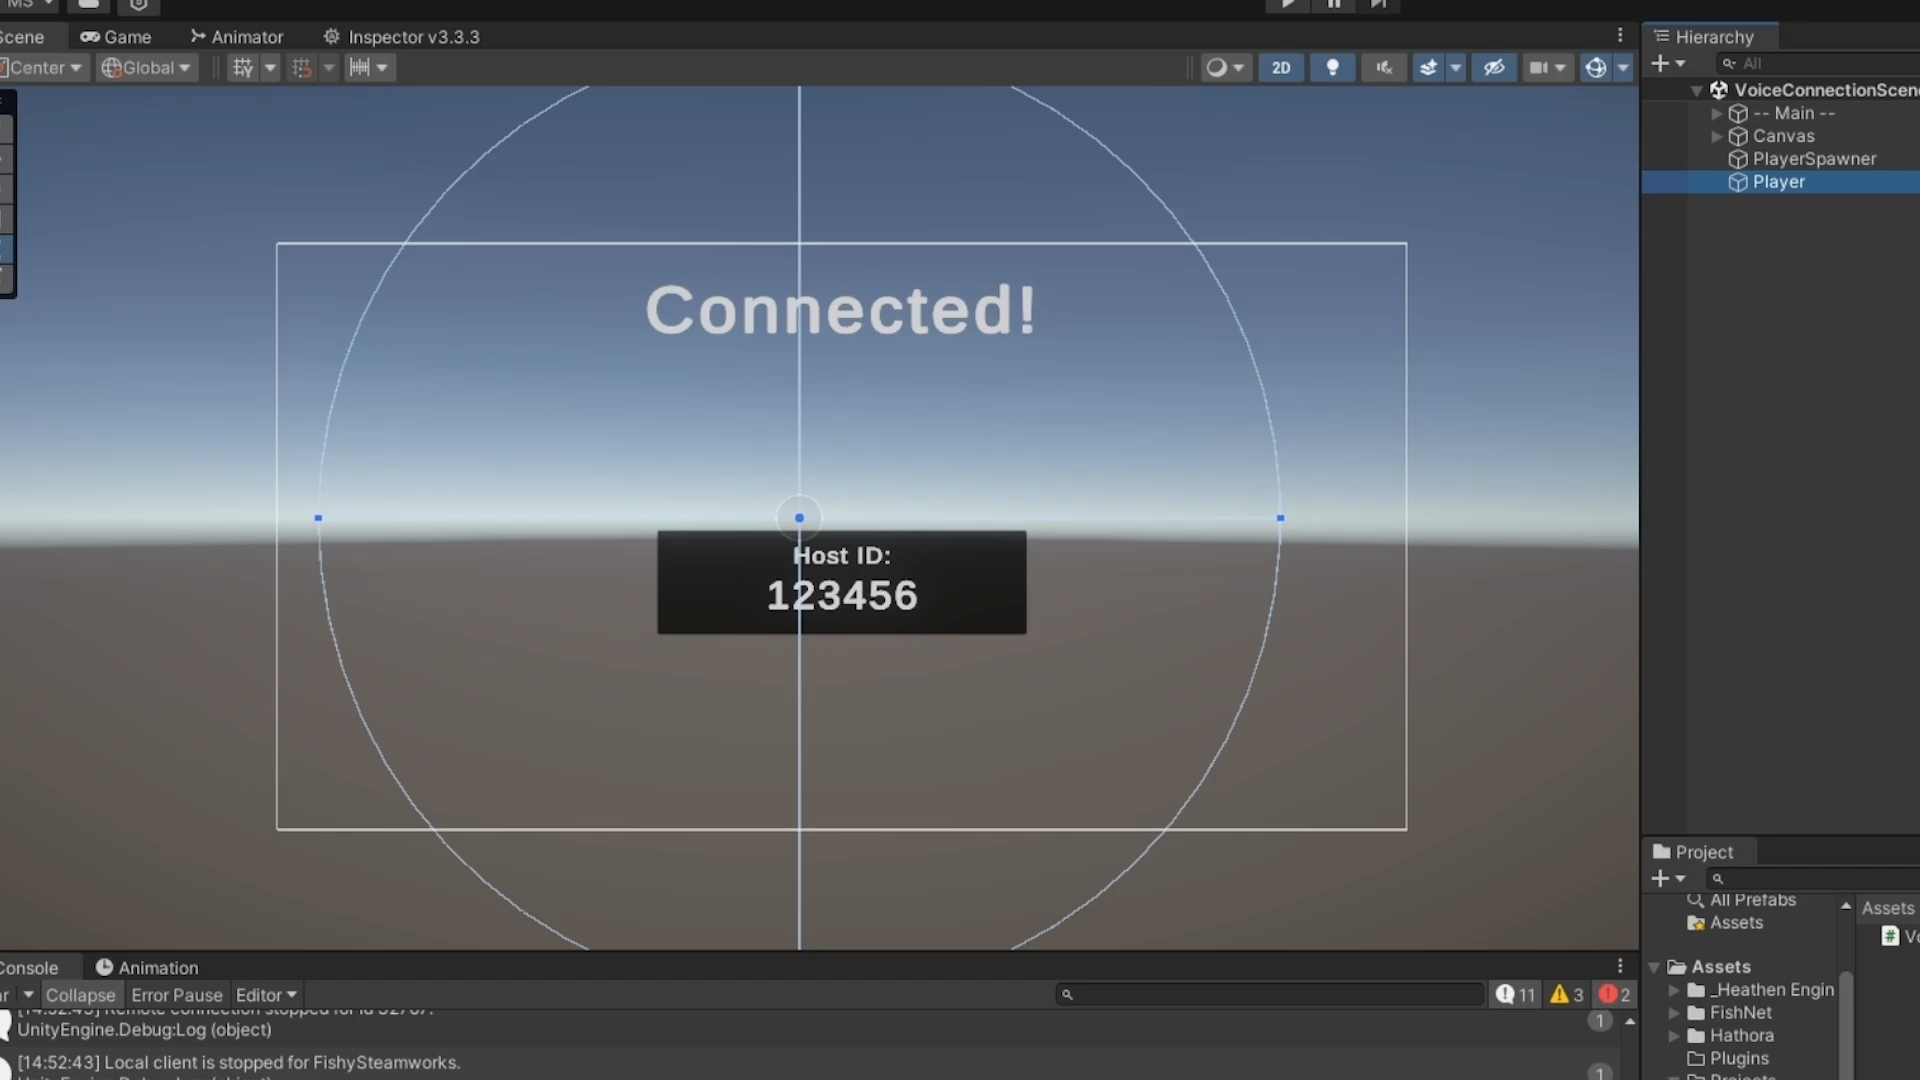 MS
Scene
Game
Animator
Inspector v3.3.3
Hierarchy
Center
Global
2D
All
VoiceConnectionScene
-- Main --
Canvas
PlayerSpawner
Player
Connected!
Host ID:
123456
Project
All Prefabs
Assets
Assets
Assets
_Heathen Engin
FishNet
Hathora
Plugins
Console
Animation
Collapse
Error Pause
Editor
11
3
2
UnityEngine.Debug:Log (object)
1
[14:52:43] Local client is stopped for FishySteamworks.
1